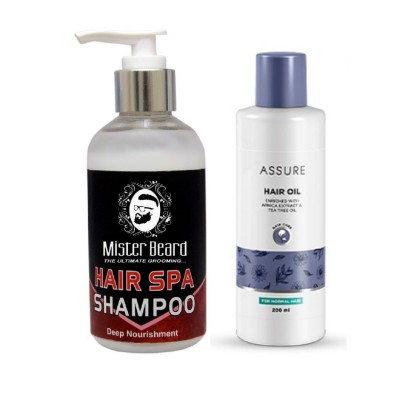 Mister Beard
THE ULTIMATE GROOMING...
HAIR SPA
SHAMPOO
Deep Nourishment
ASSURE
HAIR OIL
ENRICHED WITH
ARNICA EXTRACT &
TEA TREE OIL
FOR NORMAL HAIR
200 ml